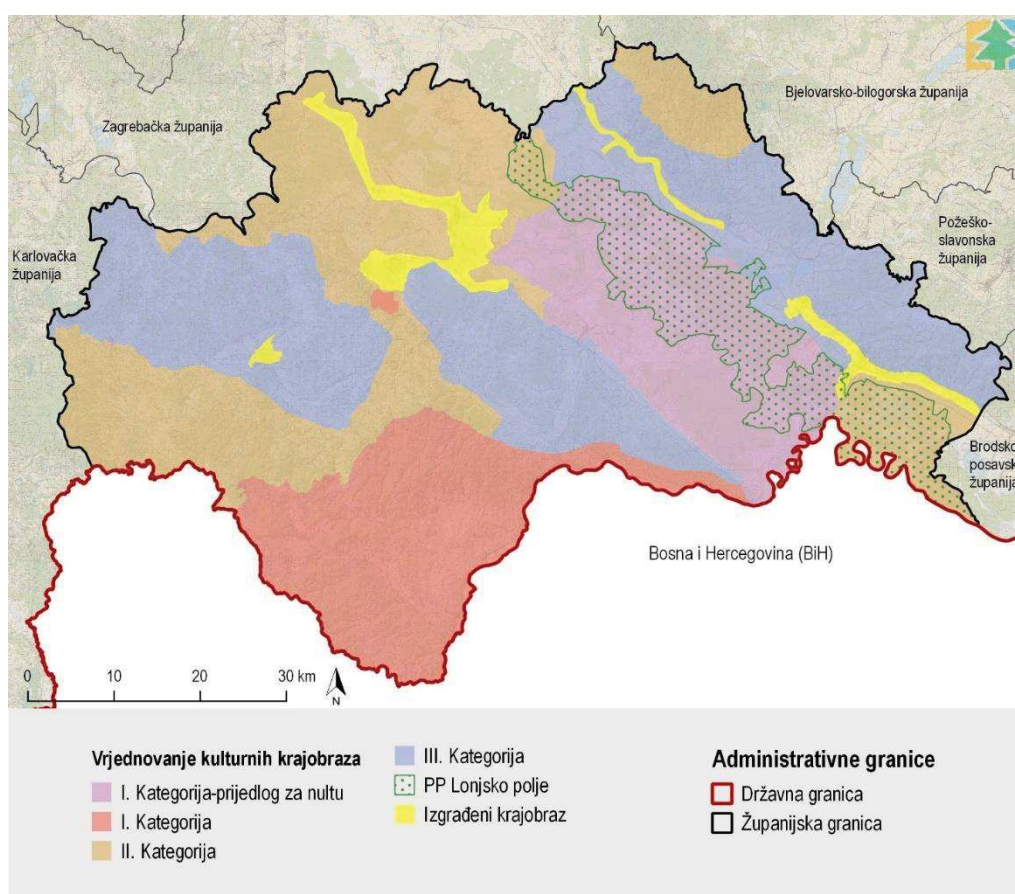 Bjelovarsko-bilogorska županija
Zagrebačka županija
Karlovačka
županija
Požeško-
slavonska
županija
Brodsko
posavsk
županija
Bosna i Hercegovina (BiH)
0 10 20 30 km
N
Vrjednovanje kulturnih krajobraza
I. Kategorija-prijedlog za nultu
I. Kategorija
II. Kategorija
III. Kategorija
PP Lonjsko polje
Izgrađeni krajobraz
Administrativne granice
Državna granica
Županijska granica